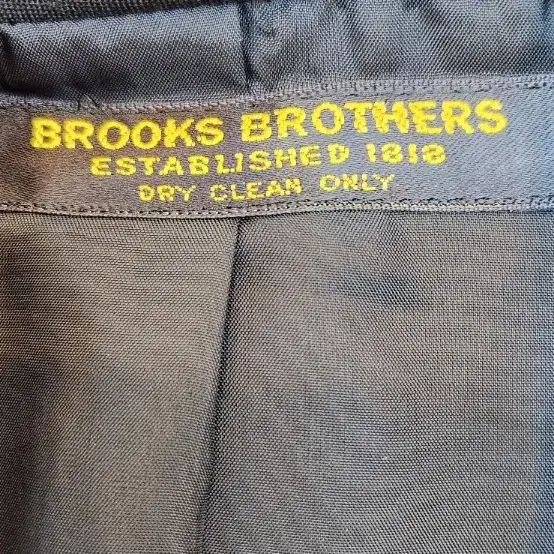 BROOKS BROTHERS
ESTABLISHED 1818
DRY CLEAN ONLY